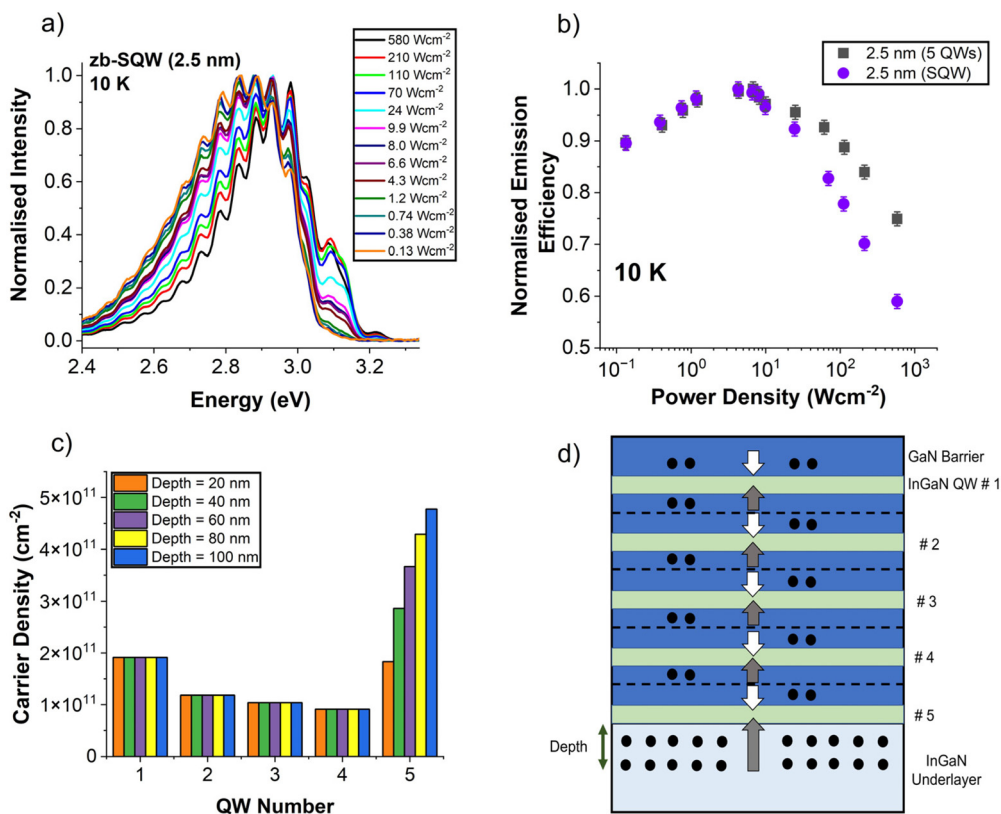 a)
zb-SQW (2.5 nm)
10 K
580 Wcm⁻²
210 Wcm⁻²
110 Wcm⁻²
70 Wcm⁻²
24 Wcm⁻²
9.9 Wcm⁻²
8.0 Wcm⁻²
6.6 Wcm⁻²
4.3 Wcm⁻²
1.2 Wcm⁻²
0.74 Wcm⁻²
0.38 Wcm⁻²
0.13 Wcm⁻²
Normalised Intensity
1.0
0.8
0.6
0.4
0.2
0.0
2.4 2.6 2.8 3.0 3.2
Energy (eV)
b)
2.5 nm (5 QWs)
2.5 nm (SQW)
Normalised Emission
Efficiency
1.1
1.0
0.9
0.8
0.7
0.6
0.5
10 K
10⁻¹ 10⁰ 10¹ 10² 10³
Power Density (Wcm⁻²)
c)
Depth = 20 nm
Depth = 40 nm
Depth = 60 nm
Depth = 80 nm
Depth = 100 nm
Carrier Density (cm⁻²)
5×10¹¹
4×10¹¹
3×10¹¹
2×10¹¹
1×10¹¹
0
1 2 3 4 5
QW Number
d)
GaN Barrier
InGaN QW # 1
# 2
# 3
# 4
# 5
Depth
InGaN
Underlayer